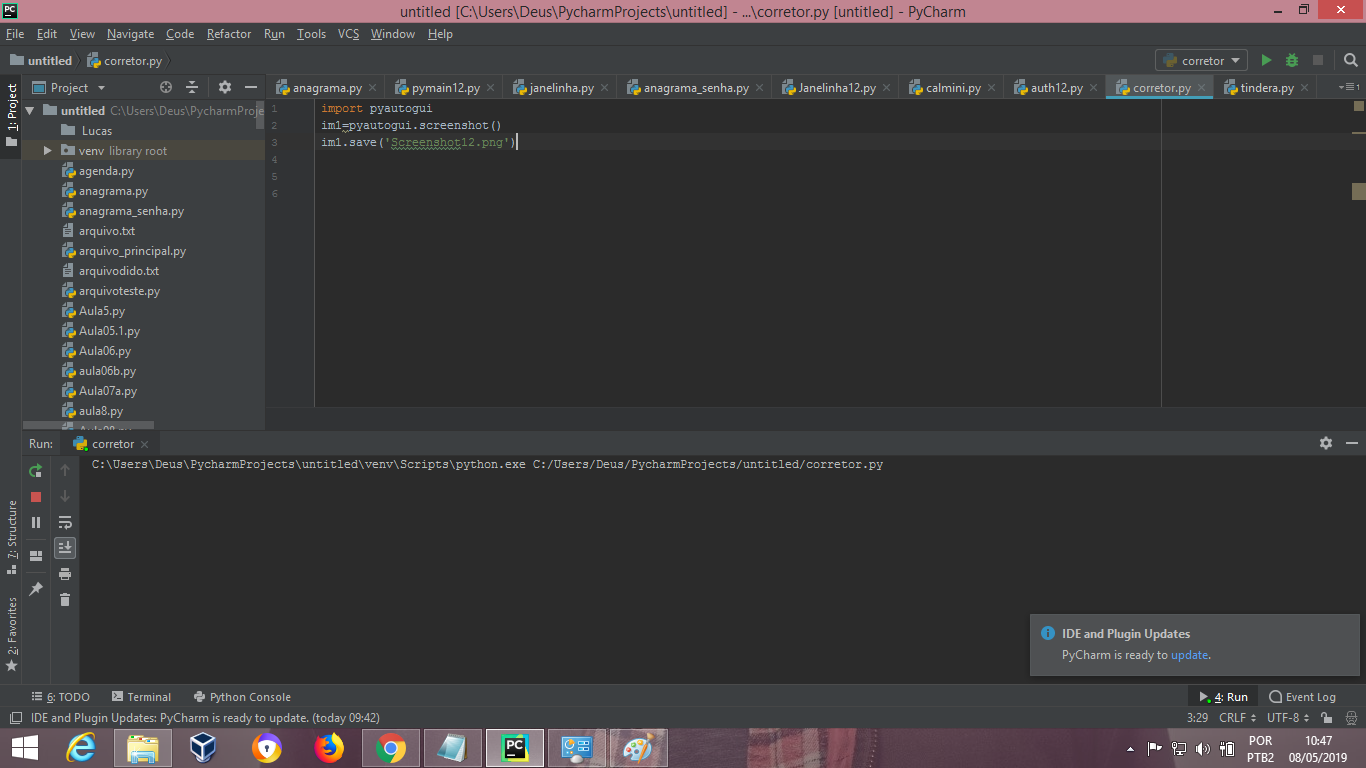 untitled [C:\Users\Deus\PycharmProjects\untitled] - ...\corretor.py [untitled] - PyCharm
File Edit View Navigate Code Refactor Run Tools VCS Window Help
untitled corretor.py corretor
1: Project
Project
anagrama.py pymain12.py janelinha.py anagrama_senha.py Janelinha12.py calmini.py auth12.py corretor.py tindera.py
untitled C:\Users\Deus\PycharmProje
Lucas
venv library root
agenda.py
anagrama.py
anagrama_senha.py
arquivo.txt
arquivo_principal.py
arquivodido.txt
arquivoteste.py
Aula5.py
Aula05.1.py
Aula06.py
aula06b.py
Aula07a.py
aula8.py
Aula08.py
1 import pyautogui
2 im1=pyautogui.screenshot()
3 im1.save('Screenshot12.png')
4
5
6
Run: corretor
C:\Users\Deus\PycharmProjects\untitled\venv\Scripts\python.exe C:/Users/Deus/PycharmProjects/untitled/corretor.py
7: Structure
2: Favorites
IDE and Plugin Updates
PyCharm is ready to update.
6: TODO Terminal Python Console 4: Run Event Log
IDE and Plugin Updates: PyCharm is ready to update. (today 09:42) 3:29 CRLF UTF-8
PC
POR 10:47
PTB2 08/05/2019